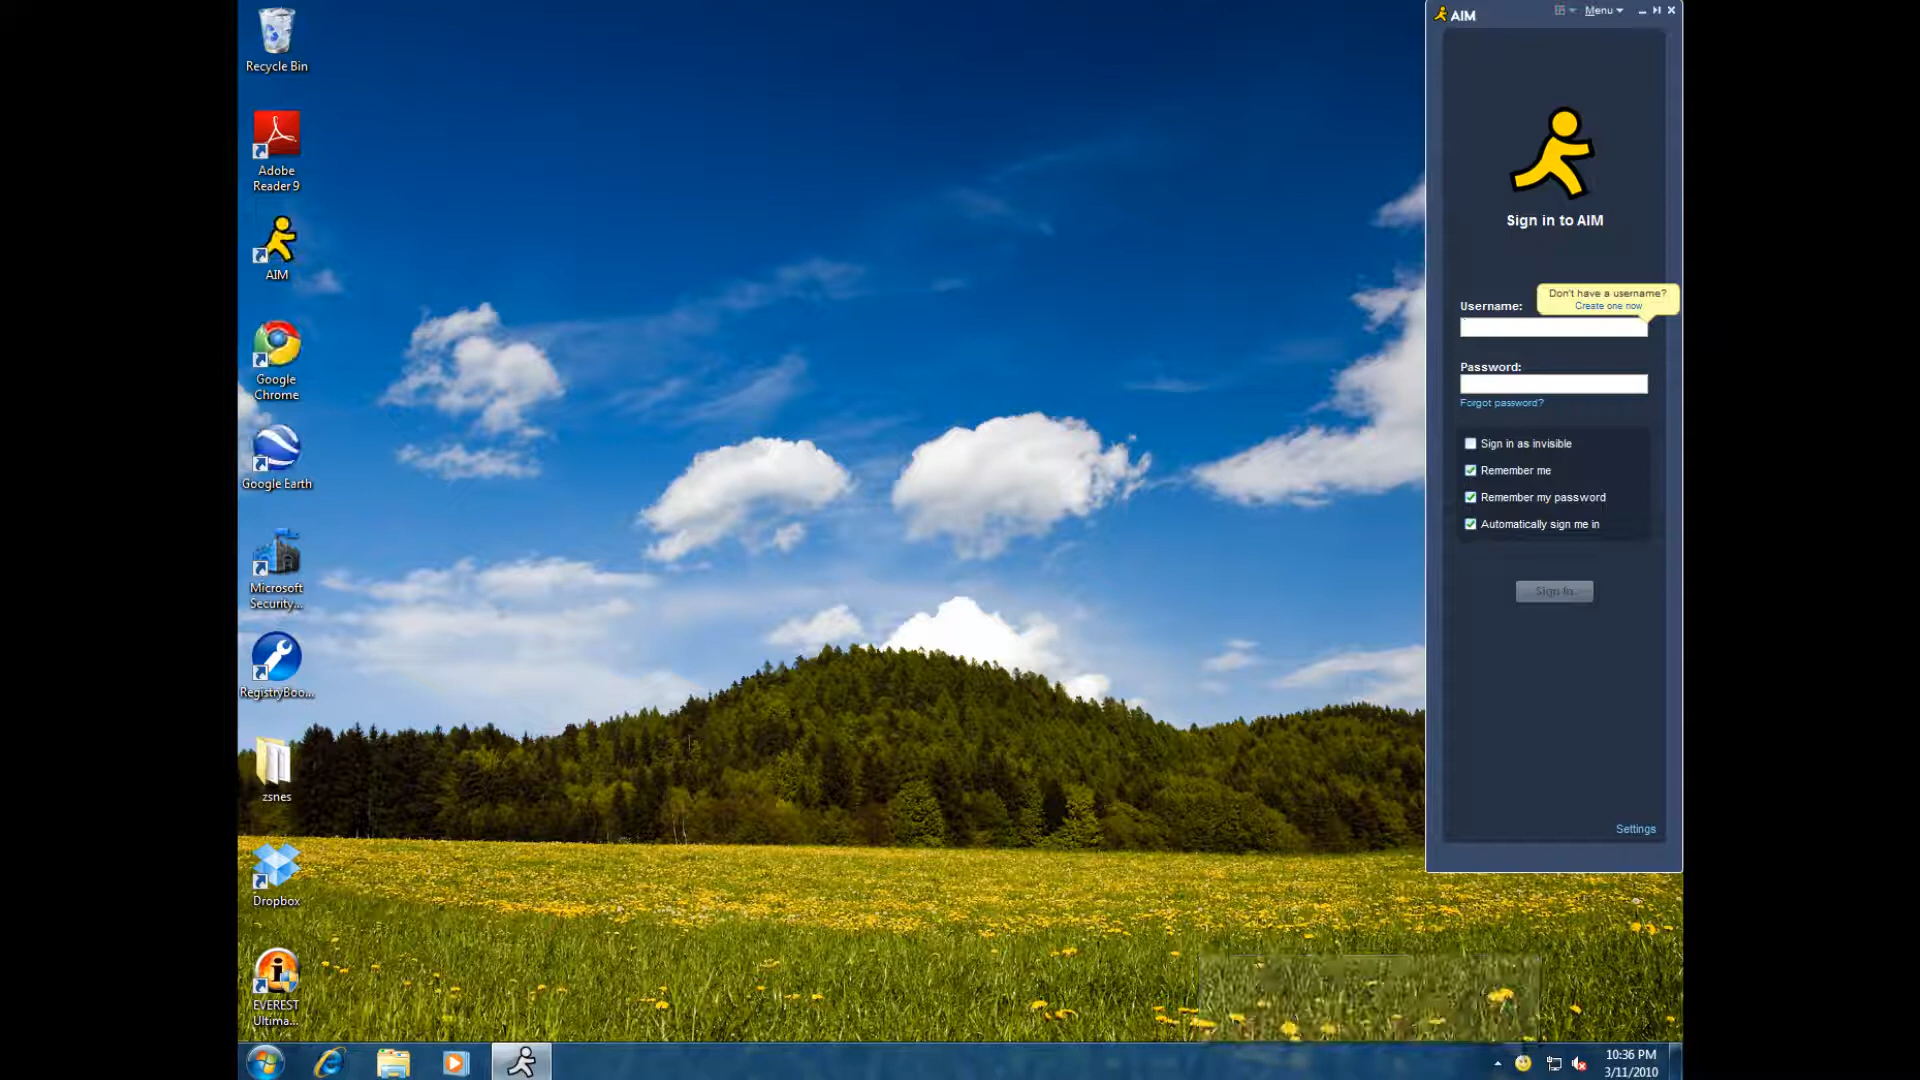 Recycle Bin
Adobe
Reader 9
AIM
Google
Chrome
Google Earth
Microsoft
Security...
RegistryBoo...
zsnes
Dropbox
EVEREST
Ultima...
AIM
Menu
Sign in to AIM
Don't have a username?
Create one now
Username:
Password:
Forgot password?
Sign in as invisible
Remember me
Remember my password
Automatically sign me in
Sign In
Settings
10:36 PM
3/11/2010